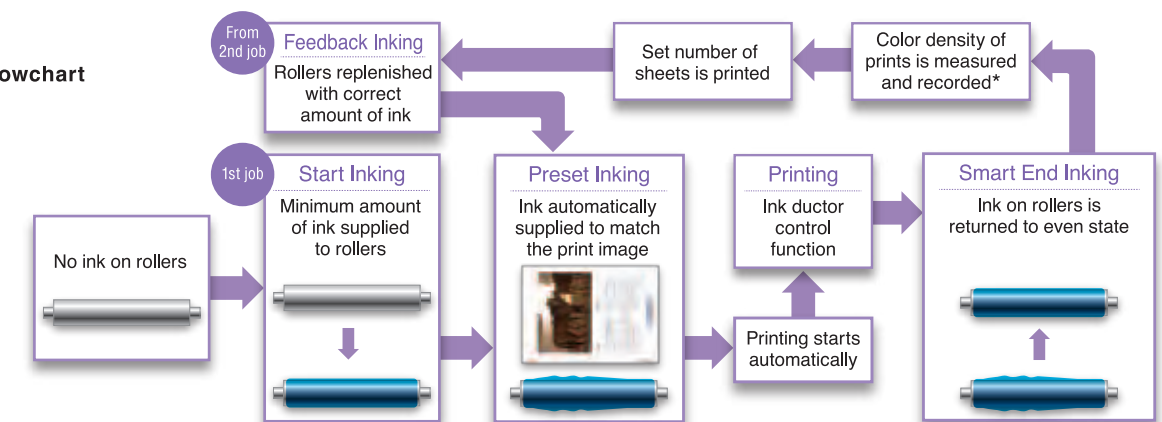 From
2nd job
Feedback Inking
Rollers replenished
with correct
amount of ink
Set number of
sheets is printed
Color density of
prints is measured
and recorded*
1st job
Start Inking
Minimum amount
of ink supplied
to rollers
Preset Inking
Ink automatically
supplied to match
the print image
Printing
Ink ductor
control
function
Smart End Inking
Ink on rollers is
returned to even state
No ink on rollers
Printing starts
automatically